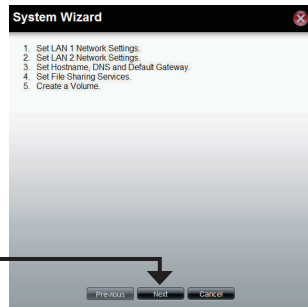 System Wizard
1. Set LAN 1 Network Settings.
2. Set LAN 2 Network Settings.
3. Set Hostname, DNS and Default Gateway.
4. Set File Sharing Services.
5. Create a Volume.
Previous Next Cancel